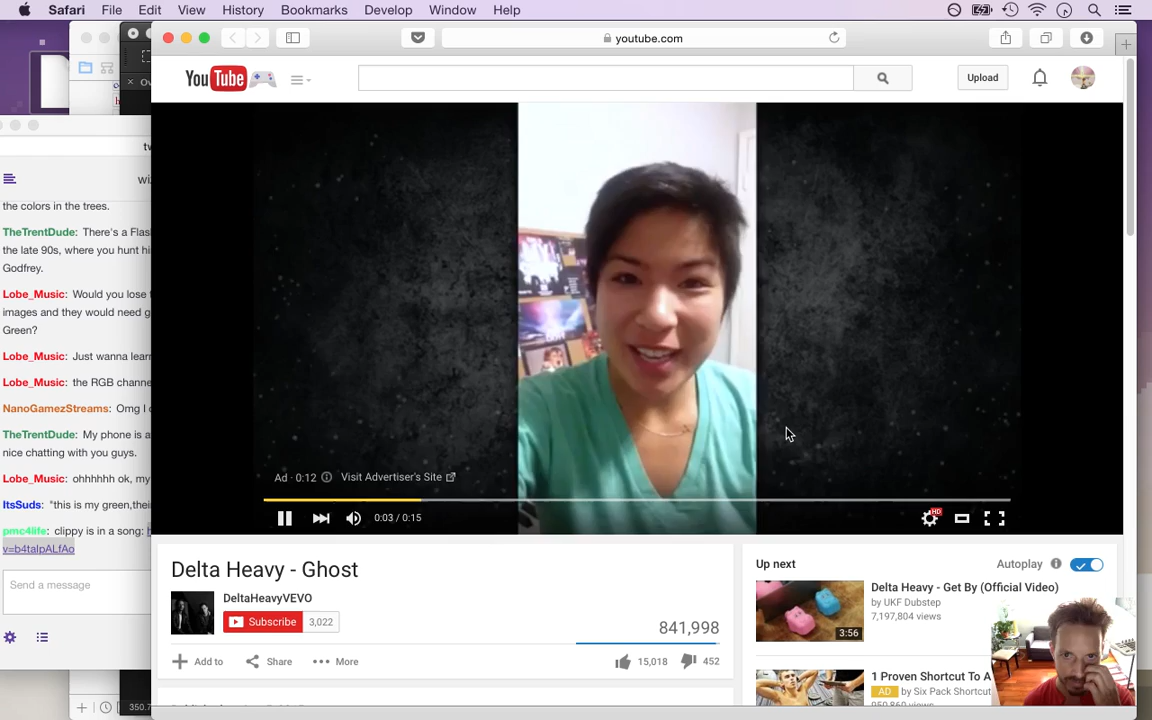 Safari File Edit View History Bookmarks Develop Window Help
youtube.com
YouTube
Upload
the colors in the trees.
TheTrentDude: There's a Flas
the late 90s, where you hunt hi
Godfrey.
Lobe_Music: Would you lose
images and they would need g
Green?
Lobe_Music: Just wanna learn
Lobe_Music: the RGB channe
NanoGamezStreams: Omg I
TheTrentDude: My phone is a
nice chatting with you guys.
Lobe_Music: ohhhhhh ok, my
ItsSuds: "this is my green,thei
pmc4life: clippy is in a song:
v=b4taIpALfAo
Send a message
Ad · 0:12 Visit Advertiser's Site
0:03 / 0:15
HD
Delta Heavy - Ghost
DeltaHeavyVEVO
Subscribe 3,022
841,998
Add to Share More
15,018 452
Up next Autoplay
Delta Heavy - Get By (Official Video)
by UKF Dubstep
7,197,804 views
3:56
1 Proven Shortcut To A
AD by Six Pack Shortcut
350.7